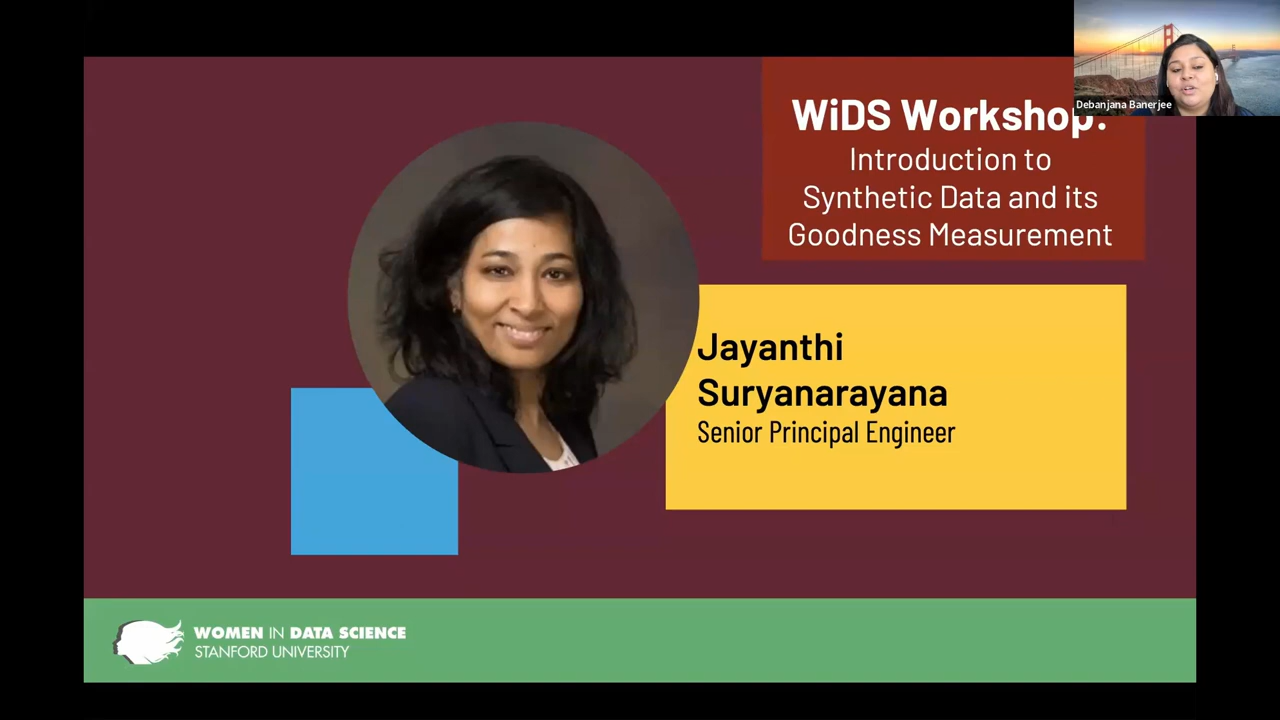 WiDS Workshop:
Introduction to
Synthetic Data and its
Goodness Measurement
Debanjana Banerjee
Jayanthi
Suryanarayana
Senior Principal Engineer
WOMEN IN DATA SCIENCE
STANFORD UNIVERSITY